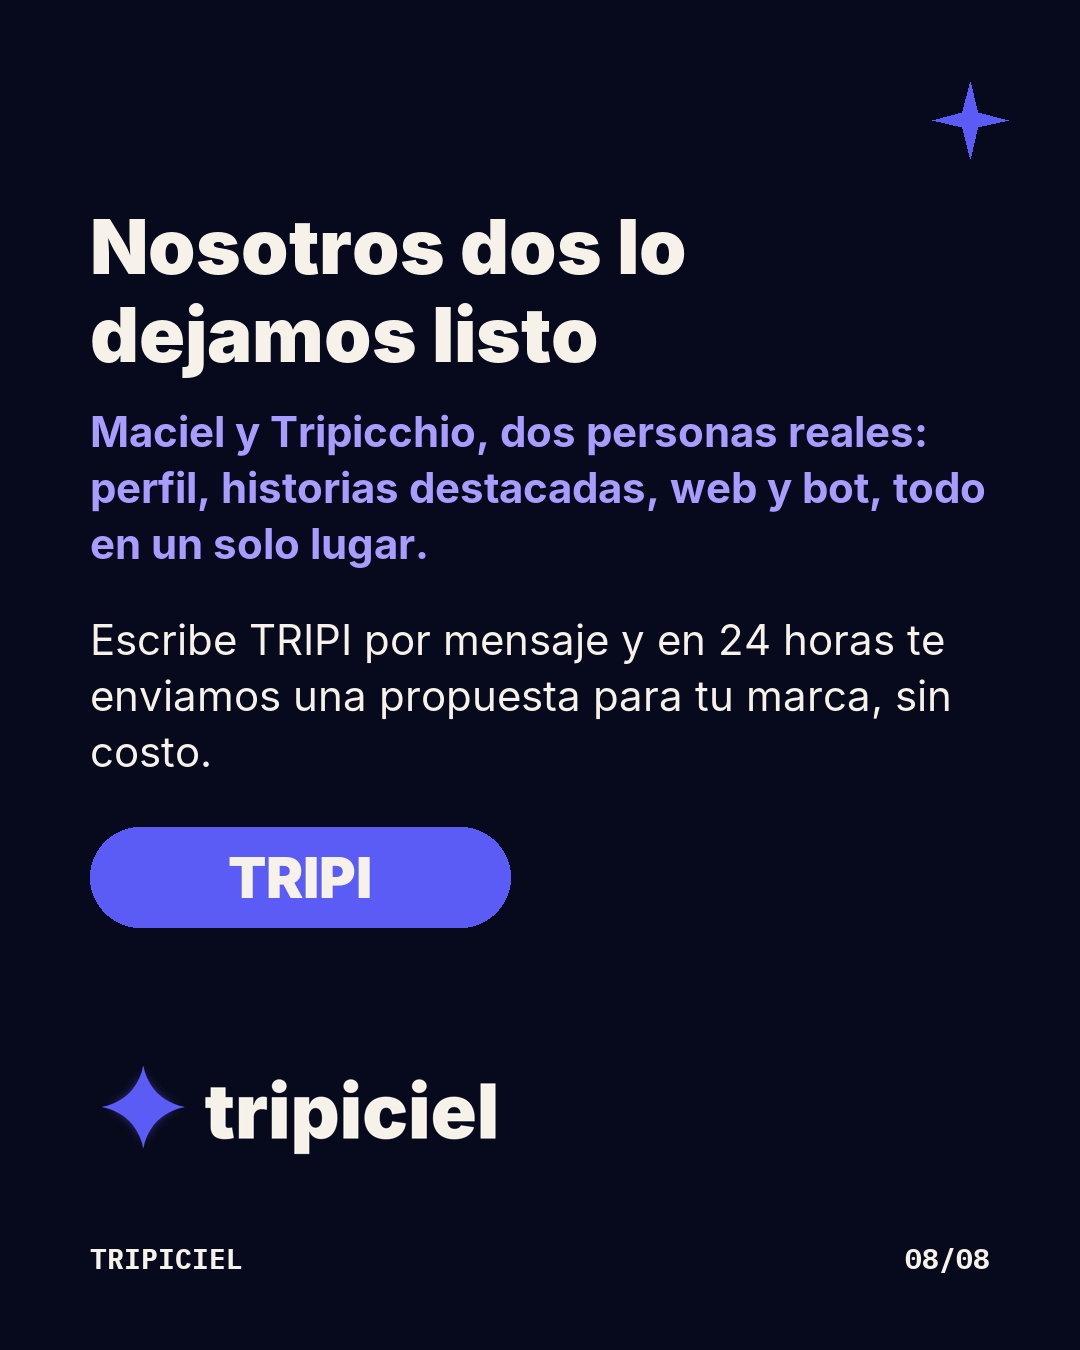 Nosotros dos lo
dejamos listo
Maciel y Tripicchio, dos personas reales:
perfil, historias destacadas, web y bot, todo
en un solo lugar.
Escribe TRIPI por mensaje y en 24 horas te
enviamos una propuesta para tu marca, sin
costo.
TRIPI
tripiciel
TRIPICIEL
08/08